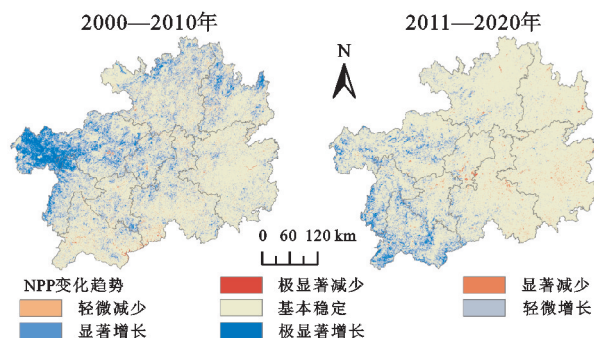 2000—2010年
2011—2020年
N
0 60 120 km
NPP变化趋势
极显著减少
显著减少
轻微减少
基本稳定
轻微增长
显著增长
极显著增长